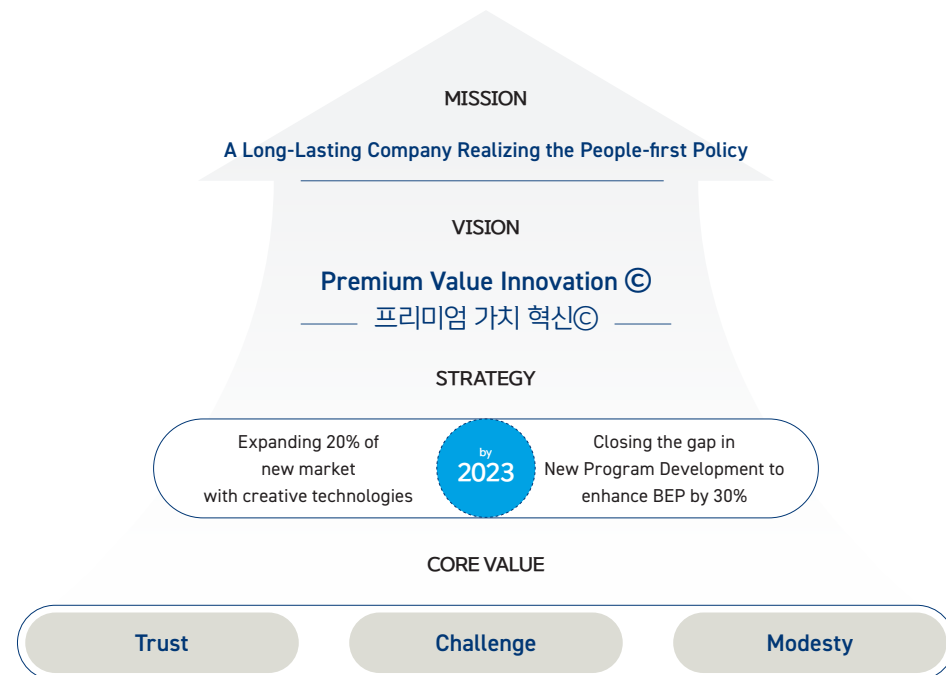 MISSION
A Long-Lasting Company Realizing the People-first Policy
VISION
Premium Value Innovation ©
프리미엄 가치 혁신©
STRATEGY
Expanding 20% of
new market
with creative technologies
by
2023
Closing the gap in
New Program Development to
enhance BEP by 30%
CORE VALUE
Trust
Challenge
Modesty